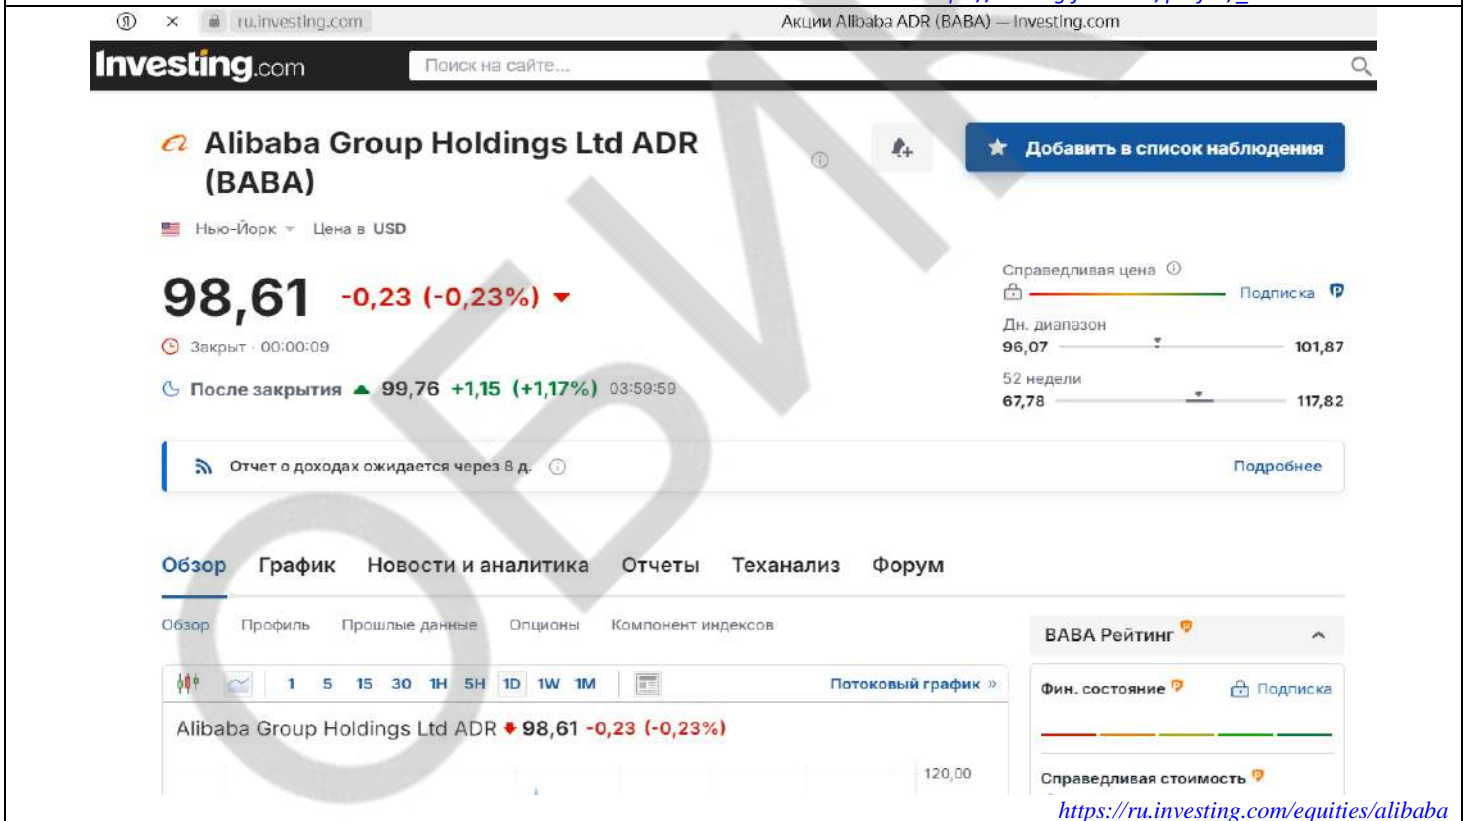 ru.investing.com
Акции Alibaba ADR (BABA) — Investing.com
Investing.com
Поиск на сайте...
Alibaba Group Holdings Ltd ADR
(BABA)
Добавить в список наблюдения
Нью-Йорк Цена в USD
98,61 -0,23 (-0,23%)
Закрыт · 00:00:09
После закрытия 99,76 +1,15 (+1,17%) 03:59:59
Справедливая цена
Подписка
Дн. диапазон
96,07 101,87
52 недели
67,78 117,82
Отчет о доходах ожидается через 8 д.
Подробнее
Обзор График Новости и аналитика Отчеты Теханализ Форум
Обзор Профиль Прошлые данные Опционы Компонент индексов
BABA Рейтинг
1 5 15 30 1H 5H 1D 1W 1M
Потоковый график »
Фин. состояние Подписка
Alibaba Group Holdings Ltd ADR 98,61 -0,23 (-0,23%)
120,00
Справедливая стоимость
https://ru.investing.com/equities/alibaba
ОБИ